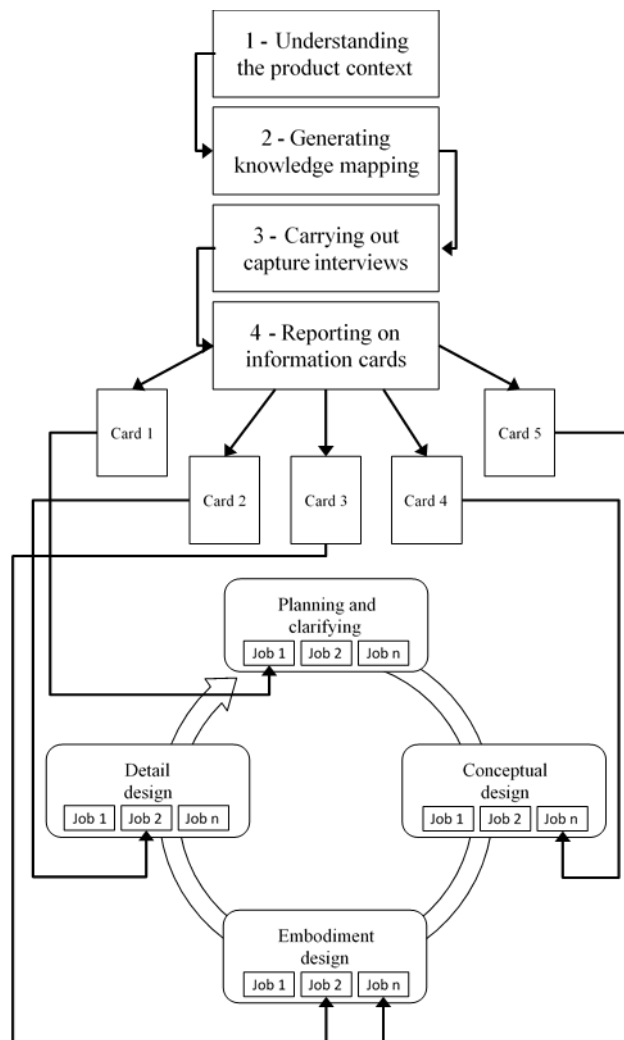 1 - Understanding
the product context
2 - Generating
knowledge mapping
3 - Carrying out
capture interviews
4 - Reporting on
information cards
Card 1
Card 5
Card 2
Card 3
Card 4
Planning and
clarifying
Job 1
Job 2
Job n
Detail
design
Job 1
Job 2
Job n
Conceptual
design
Job 1
Job 2
Job n
Embodiment
design
Job 1
Job 2
Job n